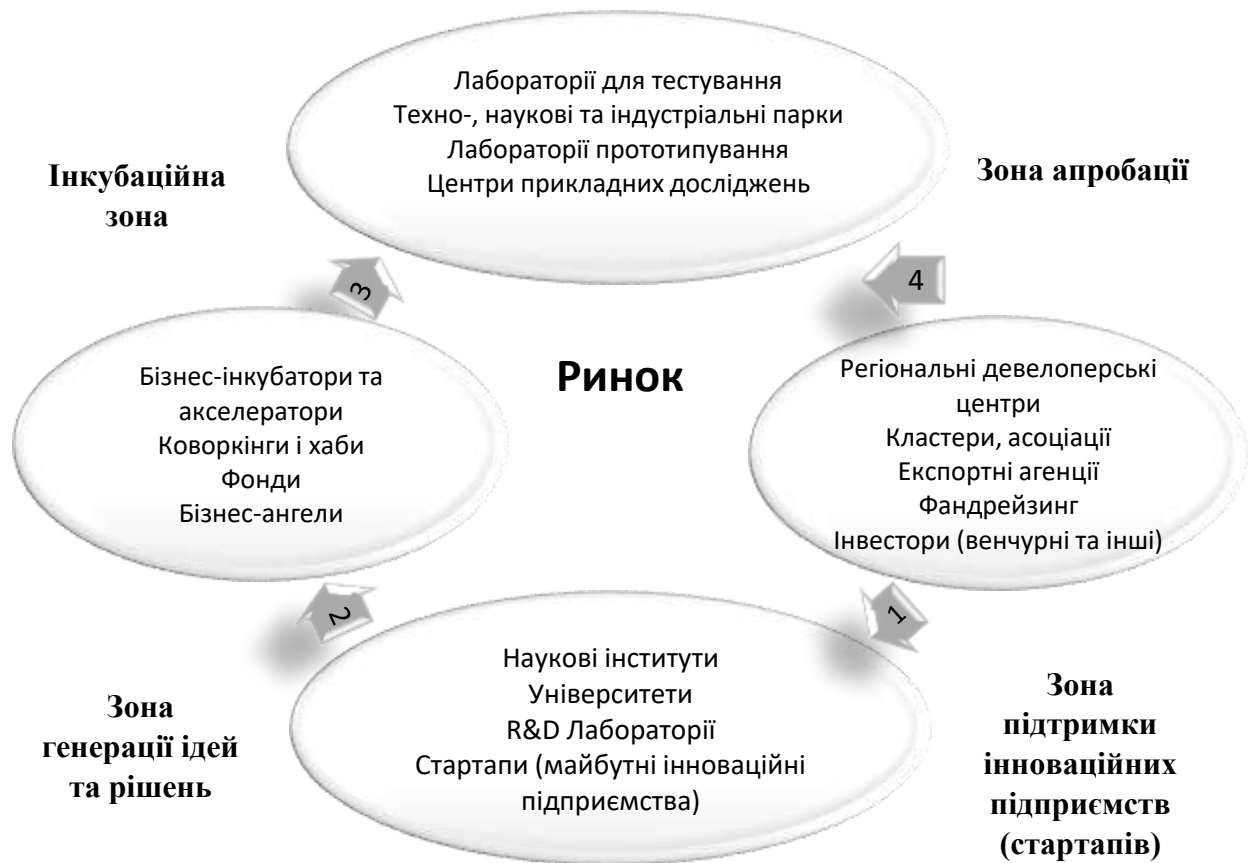 Лабораторії для тестування
Техно-, наукові та індустріальні парки
Лабораторії прототипування
Центри прикладних досліджень
Інкубаційна
зона
Зона апробації
3
4
Ринок
Бізнес-інкубатори та
акселератори
Коворкінги і хаби
Фонди
Бізнес-ангели
Регіональні девелоперські
центри
Кластери, асоціації
Експортні агенції
Фандрейзинг
Інвестори (венчурні та інші)
2
1
Наукові інститути
Університети
R&D Лабораторії
Стартапи (майбутні інноваційні
підприємства)
Зона
генерації ідей
та рішень
Зона
підтримки
інноваційних
підприємств
(стартапів)